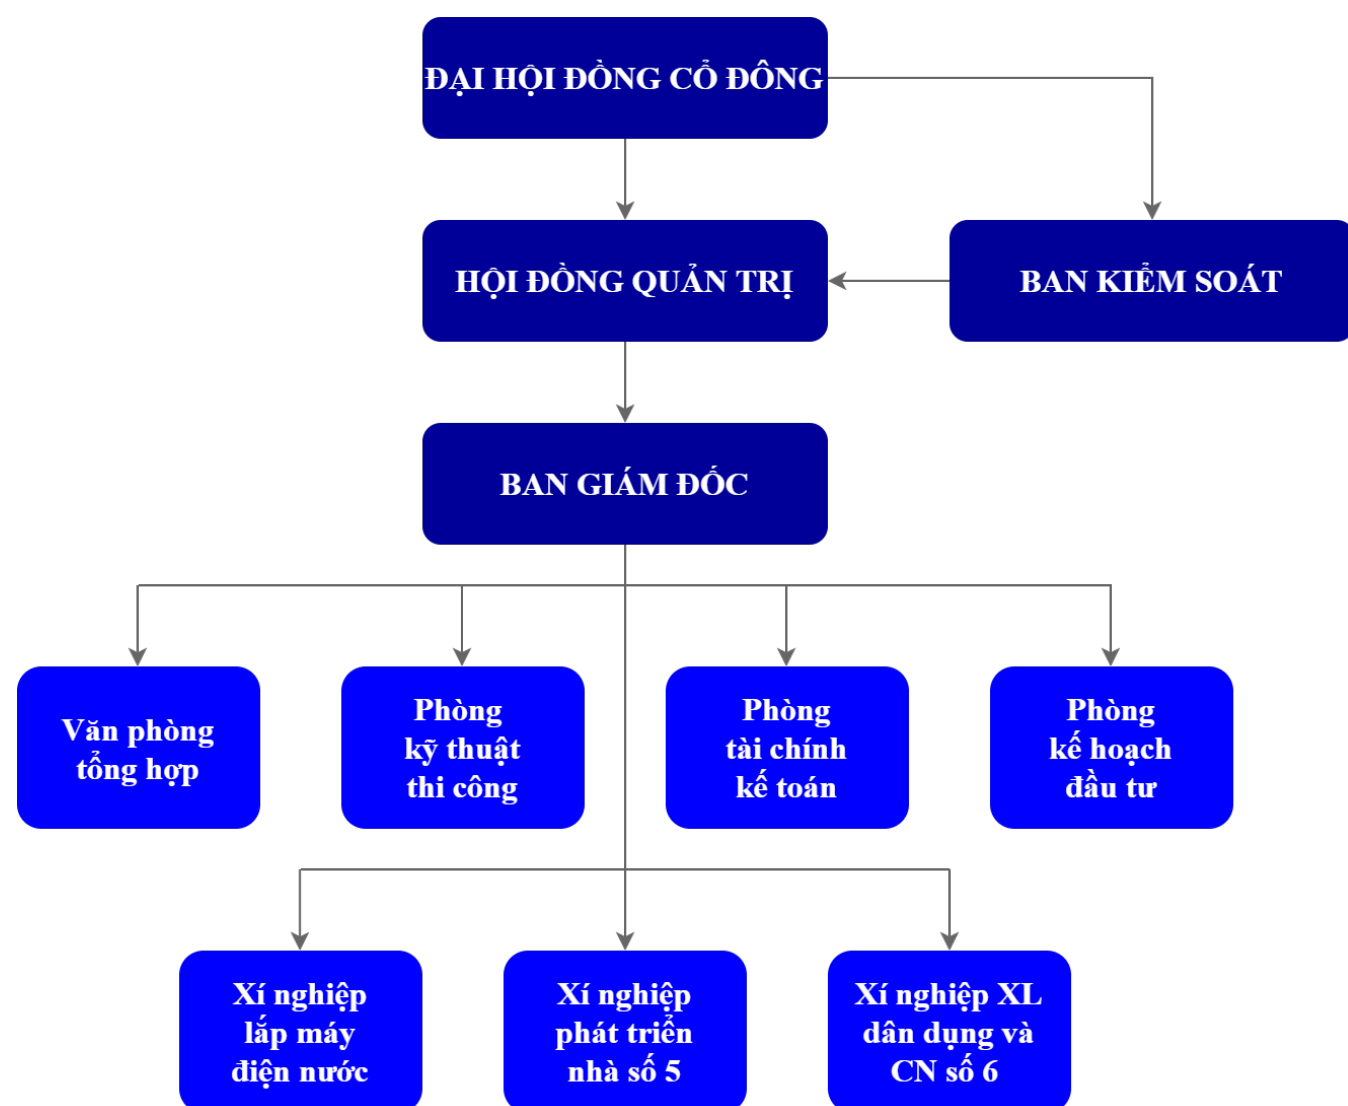 ĐẠI HỘI ĐỒNG CỔ ĐÔNG
HỘI ĐỒNG QUẢN TRỊ
BAN KIỂM SOÁT
BAN GIÁM ĐỐC
Văn phòng
tổng hợp
Phòng
kỹ thuật
thi công
Phòng
tài chính
kế toán
Phòng
kế hoạch
đầu tư
Xí nghiệp
lắp máy
điện nước
Xí nghiệp
phát triển
nhà số 5
Xí nghiệp XL
dân dụng và
CN số 6